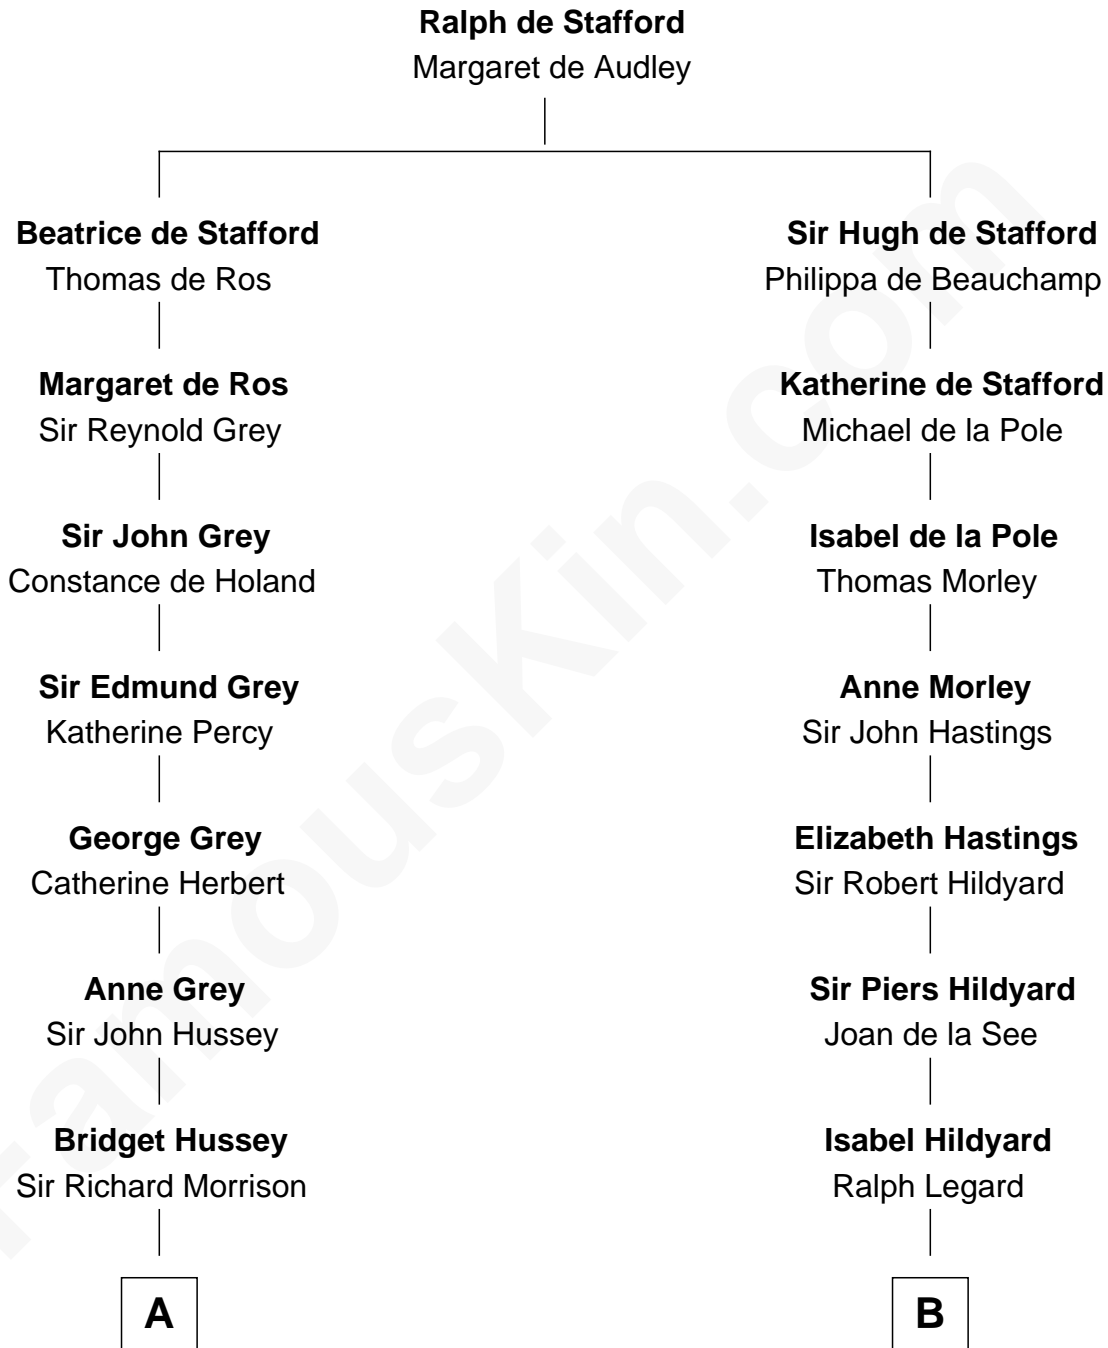 Ralph de Stafford
Margaret de Audley
Beatrice de Stafford
Thomas de Ros
Margaret de Ros
Sir Reynold Grey
Sir John Grey
Constance de Holand
Sir Edmund Grey
Katherine Percy
George Grey
Catherine Herbert
Anne Grey
Sir John Hussey
Bridget Hussey
Sir Richard Morrison
A
Sir Hugh de Stafford
Philippa de Beauchamp
Katherine de Stafford
Michael de la Pole
Isabel de la Pole
Thomas Morley
Anne Morley
Sir John Hastings
Elizabeth Hastings
Sir Robert Hildyard
Sir Piers Hildyard
Joan de la See
Isabel Hildyard
Ralph Legard
B
FamousKin.com